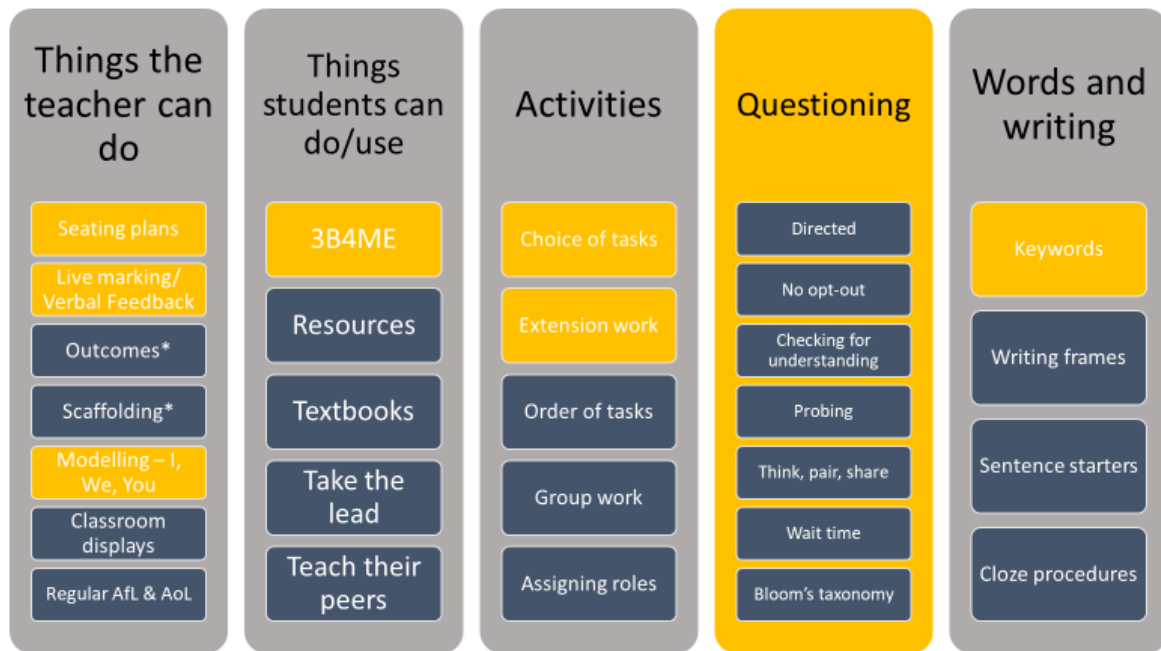 Things the
teacher can
do
Seating plans
Live marking/
Verbal Feedback
Outcomes*
Scaffolding*
Modelling – I,
We, You
Classroom
displays
Regular AfL & AoL
Things
students can
do/use
3B4ME
Resources
Textbooks
Take the
lead
Teach their
peers
Activities
Choice of tasks
Extension work
Order of tasks
Group work
Assigning roles
Questioning
Directed
No opt-out
Checking for
understanding
Probing
Think, pair, share
Wait time
Bloom's taxonomy
Words and
writing
Keywords
Writing frames
Sentence starters
Cloze procedures